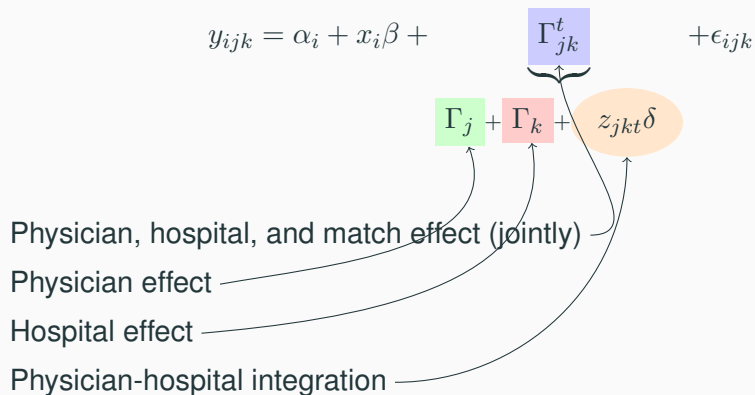 y_{ijk} = α_i + x_iβ + Γ^t_{jk} +ϵ_{ijk}
Γ_j + Γ_k + z_{jkt}δ
Physician, hospital, and match effect (jointly)
Physician effect
Hospital effect
Physician-hospital integration